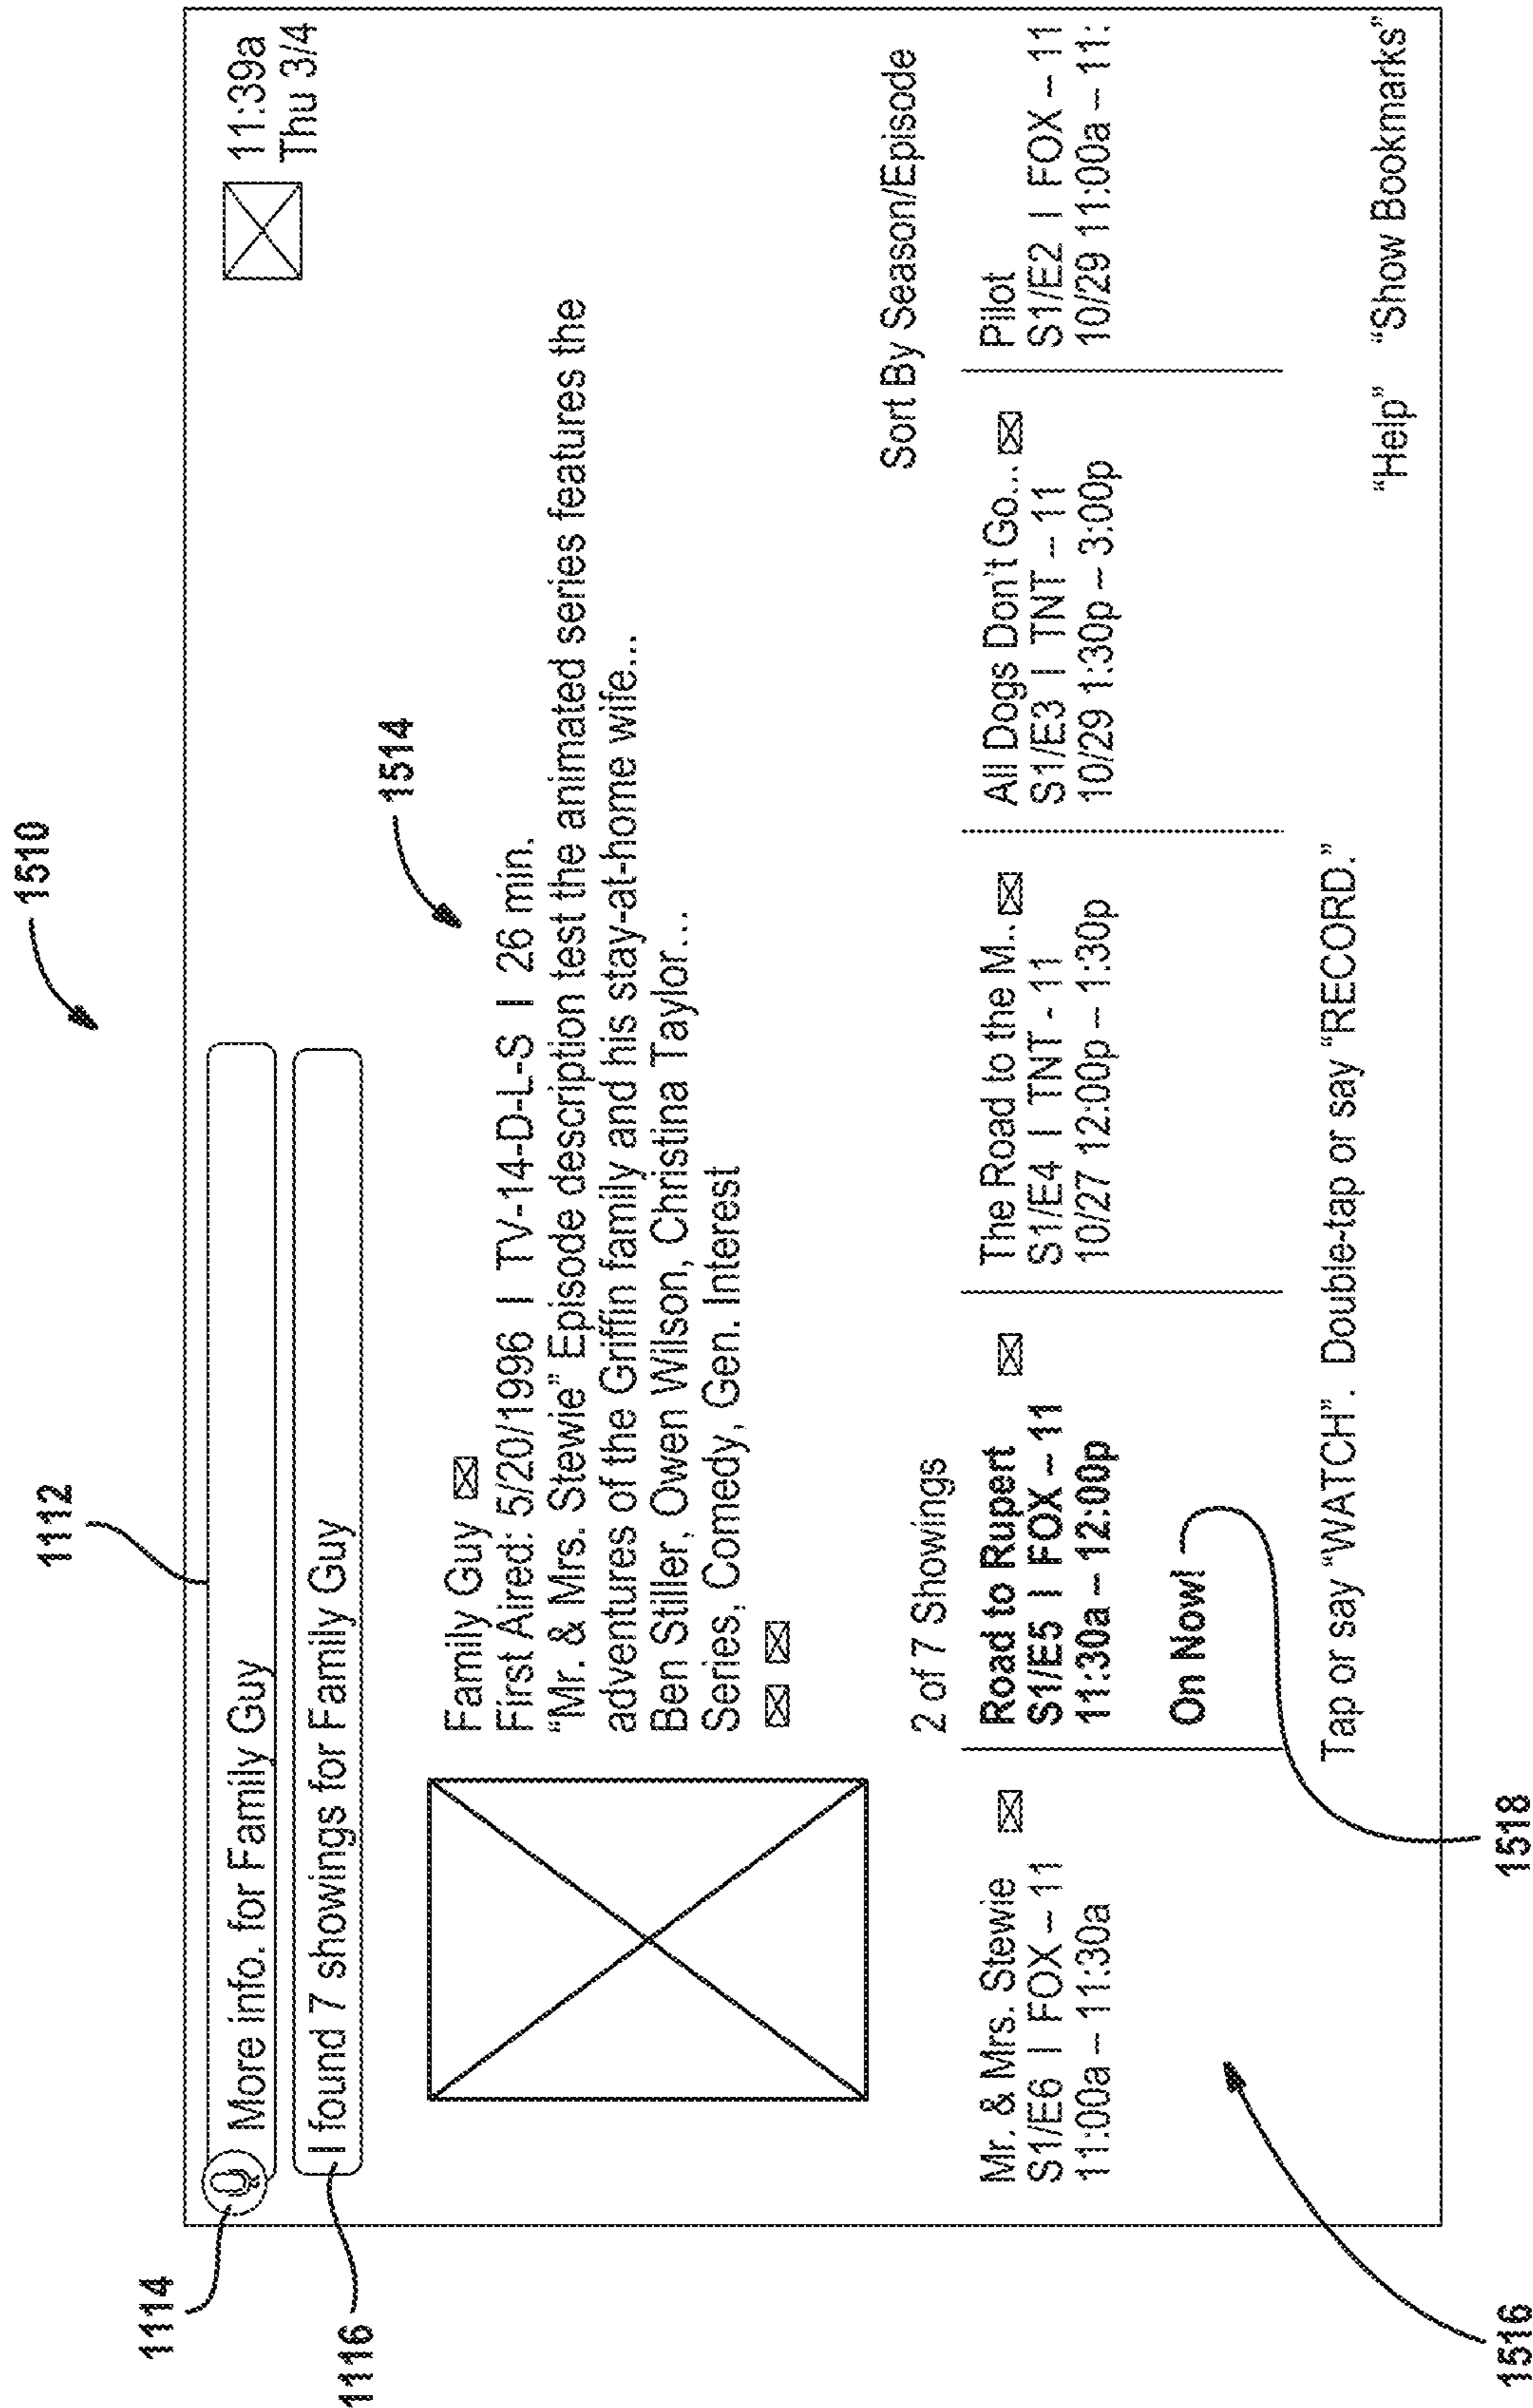 1510
1112
1114
1116
More info. for Family Guy
11:39a
Thu 3/4
I found 7 showings for Family Guy
1514
Family Guy
First Aired: 5/20/1996 | TV-14-D-L-S | 26 min.
“Mr. & Mrs. Stewie” Episode description test the animated series features the
adventures of the Griffin family and his stay-at-home wife...
Ben Stiller, Owen Wilson, Christina Taylor...
Series, Comedy, Gen. Interest
2 of 7 Showings
Sort By Season/Episode
Mr. & Mrs. Stewie
S1/E6 | FOX – 11
11:00a – 11:30a
Road to Rupert
S1/E5 | FOX – 11
11:30a – 12:00p
On Now!
The Road to the M..
S1/E4 | TNT - 11
10/27 12:00p – 1:30p
All Dogs Don't Go...
S1/E3 | TNT – 11
10/29 1:30p – 3:00p
Pilot
S1/E2 | FOX – 11
10/29 11:00a – 11:
Tap or say “WATCH”. Double-tap or say “RECORD.”
“Help” “Show Bookmarks”
1516
1518